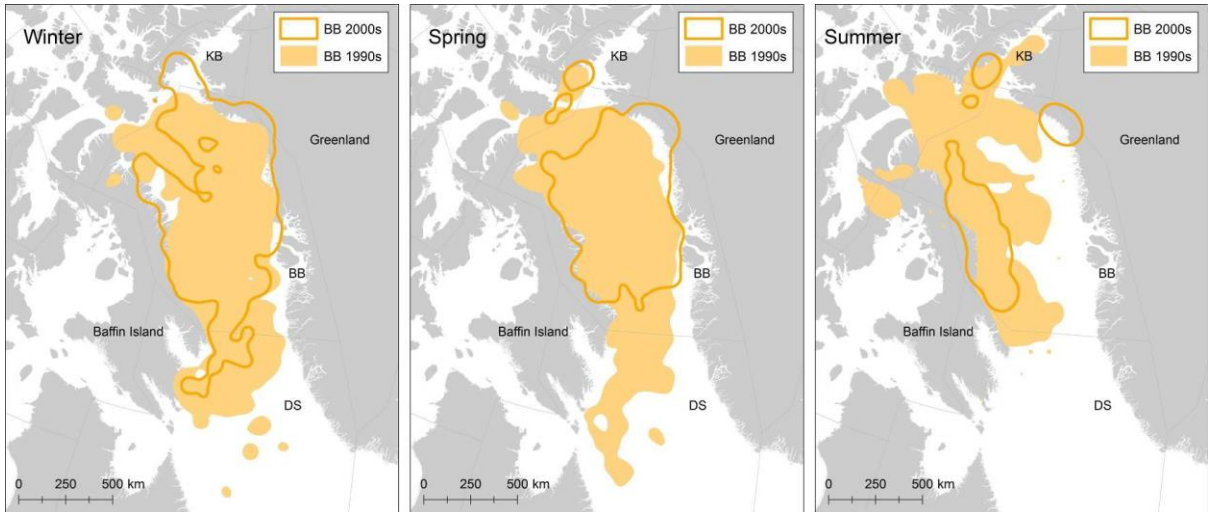 Winter
BB 2000s
BB 1990s
KB
Greenland
BB
Baffin Island
DS
0 250 500 km
Spring
BB 2000s
BB 1990s
KB
Greenland
BB
Baffin Island
DS
0 250 500 km
Summer
BB 2000s
BB 1990s
KB
Greenland
BB
Baffin Island
DS
0 250 500 km